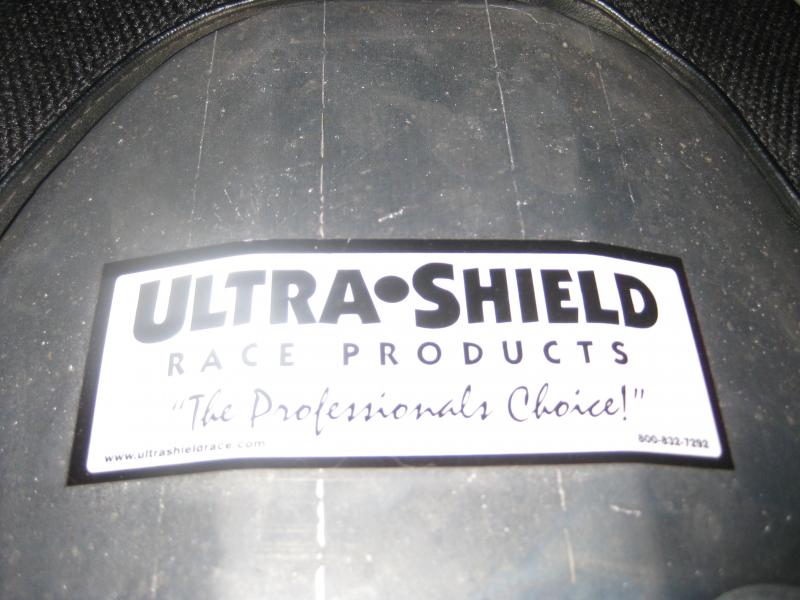 ULTRA•SHIELD
RACE PRODUCTS
"The Professionals Choice!"
www.ultrashieldrace.com
800-832-7292